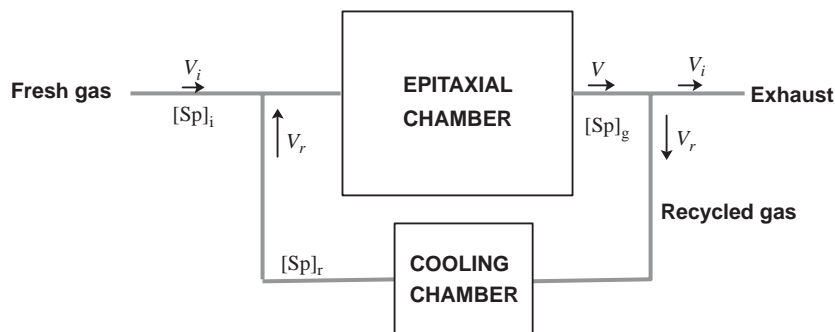 V_i
Fresh gas
[Sp]_i
V_r
EPITAXIAL
CHAMBER
V
V_i
[Sp]_g
Exhaust
V_r
Recycled gas
[Sp]_r
COOLING
CHAMBER